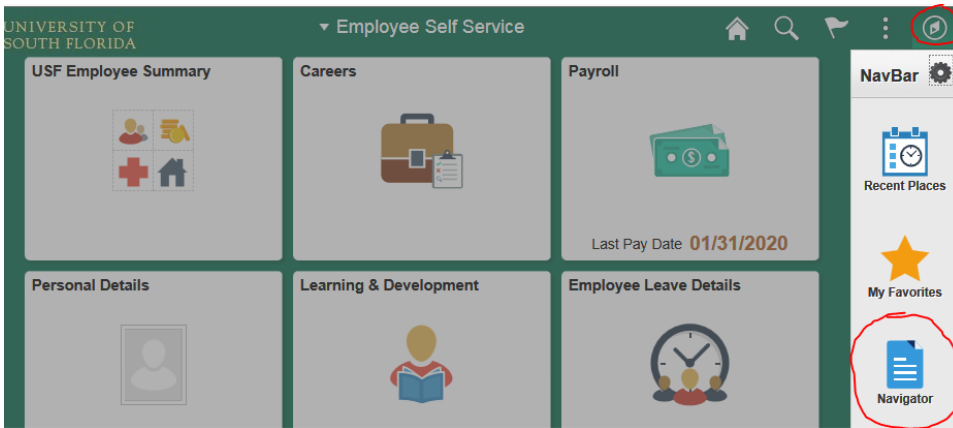 UNIVERSITY OF
SOUTH FLORIDA
Employee Self Service
NavBar
USF Employee Summary
Careers
Payroll
Last Pay Date 01/31/2020
Recent Places
My Favorites
Personal Details
Learning & Development
Employee Leave Details
Navigator